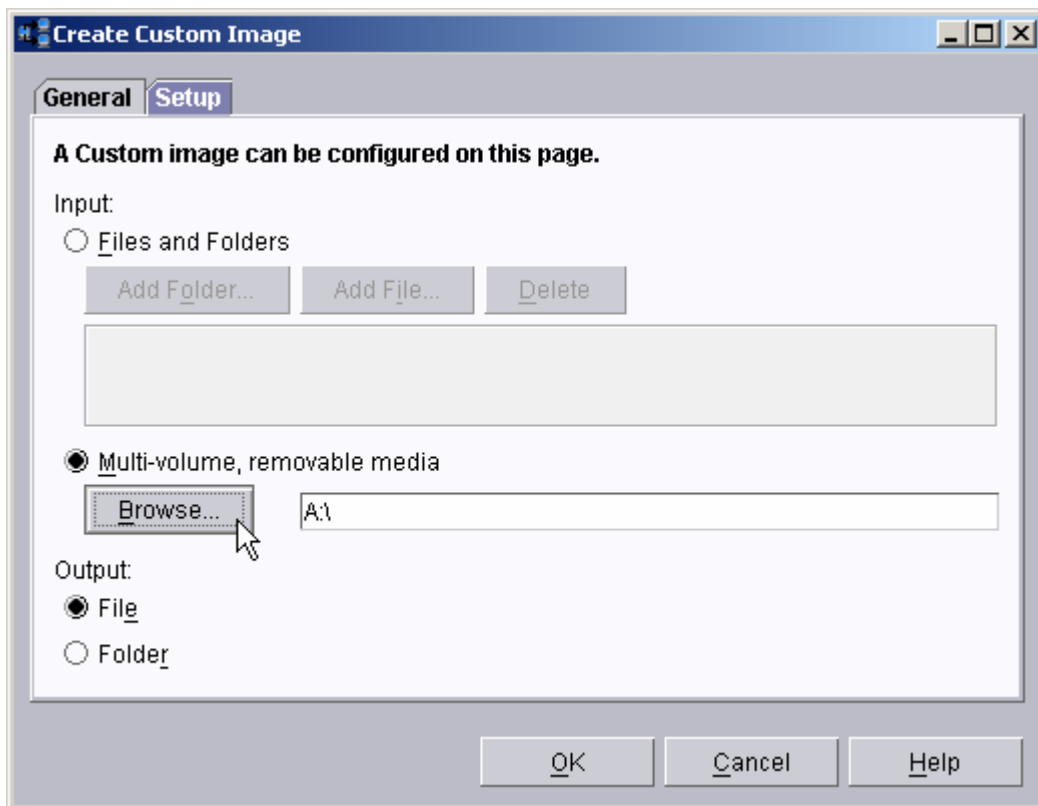 Create Custom Image
General Setup
A Custom image can be configured on this page.
Input:
Files and Folders
Add Folder... Add File... Delete
Multi-volume, removable media
Browse... A:\
Output:
File
Folder
OK Cancel Help